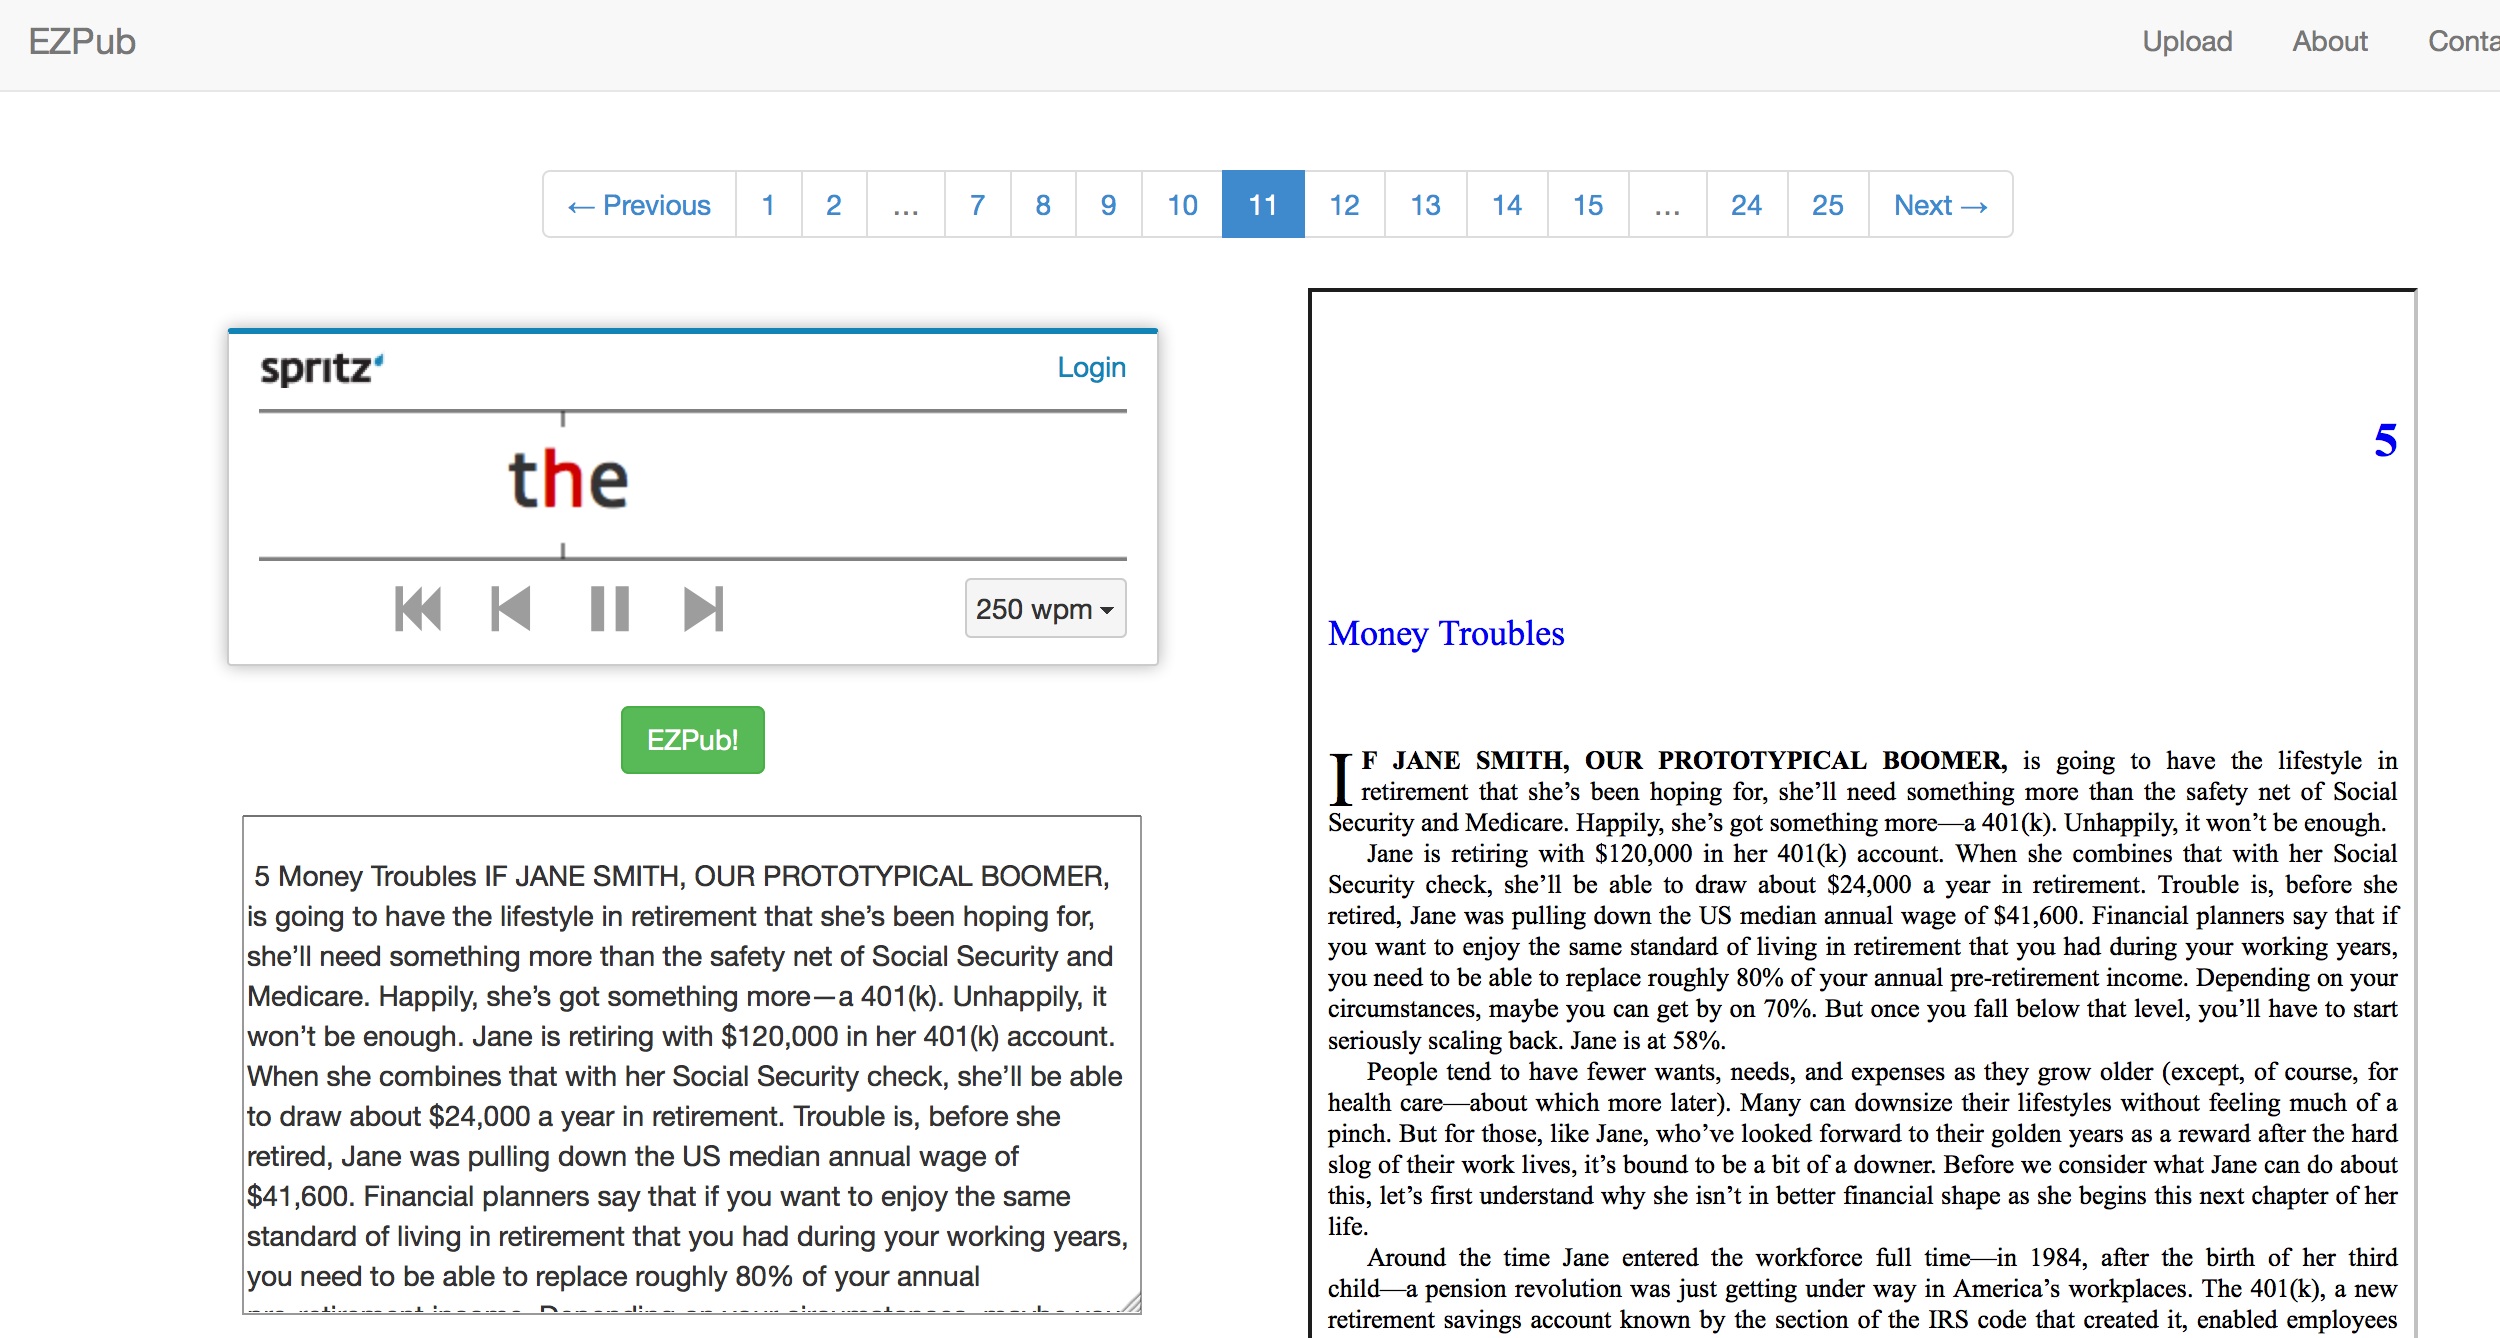 EZPub
Upload About Conta
← Previous 1 2 ... 7 8 9 10 11 12 13 14 15 ... 24 25 Next →
spritz
Login
the
250 wpm
EZPub!
5 Money Troubles IF JANE SMITH, OUR PROTOTYPICAL BOOMER,
is going to have the lifestyle in retirement that she’s been hoping for,
she’ll need something more than the safety net of Social Security and
Medicare. Happily, she’s got something more—a 401(k). Unhappily, it
won’t be enough. Jane is retiring with $120,000 in her 401(k) account.
When she combines that with her Social Security check, she’ll be able
to draw about $24,000 a year in retirement. Trouble is, before she
retired, Jane was pulling down the US median annual wage of
$41,600. Financial planners say that if you want to enjoy the same
standard of living in retirement that you had during your working years,
you need to be able to replace roughly 80% of your annual
pre-retirement income. Depending on your circumstances, maybe you
5
Money Troubles
IF JANE SMITH, OUR PROTOTYPICAL BOOMER, is going to have the lifestyle in
retirement that she’s been hoping for, she’ll need something more than the safety net of Social
Security and Medicare. Happily, she’s got something more—a 401(k). Unhappily, it won’t be enough.
Jane is retiring with $120,000 in her 401(k) account. When she combines that with her Social
Security check, she’ll be able to draw about $24,000 a year in retirement. Trouble is, before she
retired, Jane was pulling down the US median annual wage of $41,600. Financial planners say that if
you want to enjoy the same standard of living in retirement that you had during your working years,
you need to be able to replace roughly 80% of your annual pre-retirement income. Depending on your
circumstances, maybe you can get by on 70%. But once you fall below that level, you’ll have to start
seriously scaling back. Jane is at 58%.
People tend to have fewer wants, needs, and expenses as they grow older (except, of course, for
health care—about which more later). Many can downsize their lifestyles without feeling much of a
pinch. But for those, like Jane, who’ve looked forward to their golden years as a reward after the hard
slog of their work lives, it’s bound to be a bit of a downer. Before we consider what Jane can do about
this, let’s first understand why she isn’t in better financial shape as she begins this next chapter of her
life.
Around the time Jane entered the workforce full time—in 1984, after the birth of her third
child—a pension revolution was just getting under way in America’s workplaces. The 401(k), a new
retirement savings account known by the section of the IRS code that created it, enabled employees